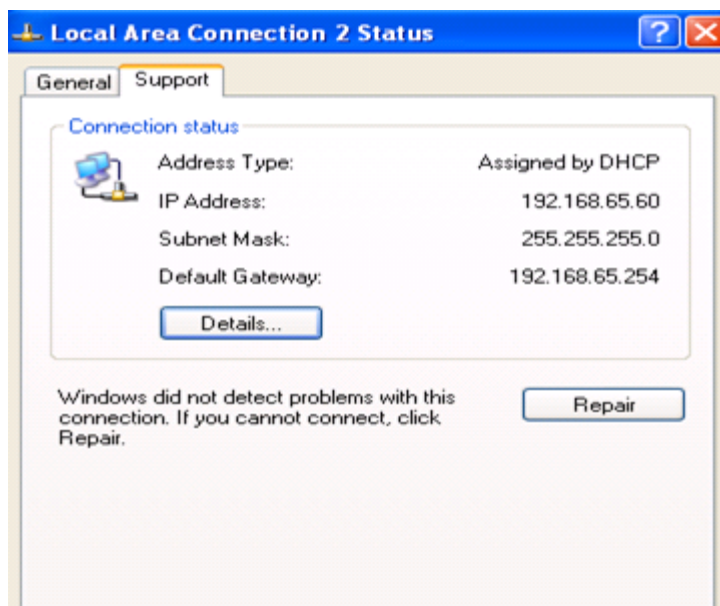 Local Area Connection 2 Status
General Support
Connection status
Address Type: Assigned by DHCP
IP Address: 192.168.65.60
Subnet Mask: 255.255.255.0
Default Gateway: 192.168.65.254
Details...
Windows did not detect problems with this
connection. If you cannot connect, click
Repair.
Repair